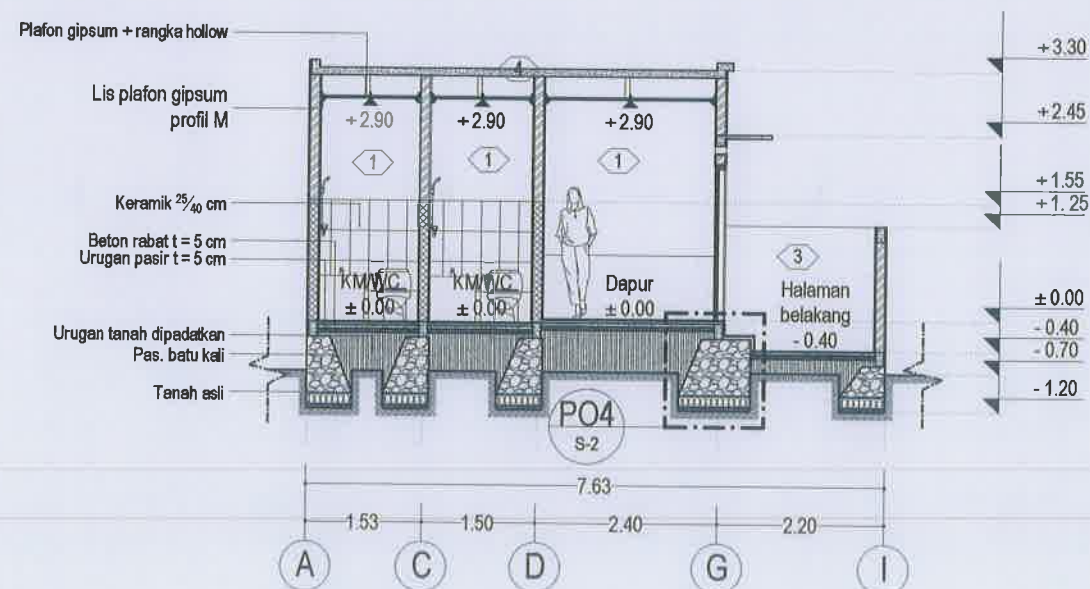 Plafon gipsum + rangka hollow
Lis plafon gipsum
profil M
Keramik 25/40 cm
Beton rabat t = 5 cm
Urugan pasir t = 5 cm
Urugan tanah dipadatkan
Pas. batu kali
Tanah asli
4
+2.90
+2.90
+2.90
1
1
1
KM/WC
± 0.00
KM/WC
± 0.00
Dapur
± 0.00
3
Halaman
belakang
- 0.40
+3.30
+2.45
+1.55
+1.25
± 0.00
- 0.40
- 0.70
- 1.20
PO4
S-2
7.63
1.53
1.50
2.40
2.20
A
C
D
G
I